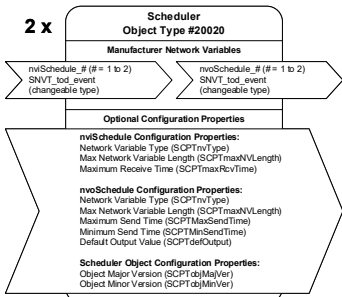 2 x
Scheduler
Object Type #20020
Manufacturer Network Variables
nviSchedule_# (# = 1 to 2)
SNVT_tod_event
(changeable type)
nvoSchedule_# (# = 1 to 2)
SNVT_tod_event
(changeable type)
Optional Configuration Properties
nviSchedule Configuration Properties:
Network Variable Type (SCPTnvType)
Max Network Variable Length (SCPTmaxNVLength)
Maximum Receive Time (SCPTmaxRcvTime)
nvoSchedule Configuration Properties:
Network Variable Type (SCPTnvType)
Max Network Variable Length (SCPTmaxNVLength)
Maximum Send Time (SCPTMaxSendTime)
Minimum Send Time (SCPTMinSendTime)
Default Output Value (SCPTdefOutput)
Scheduler Object Configuration Properties:
Object Major Version (SCPTobjMajVer)
Object Minor Version (SCPTobjMinVer)